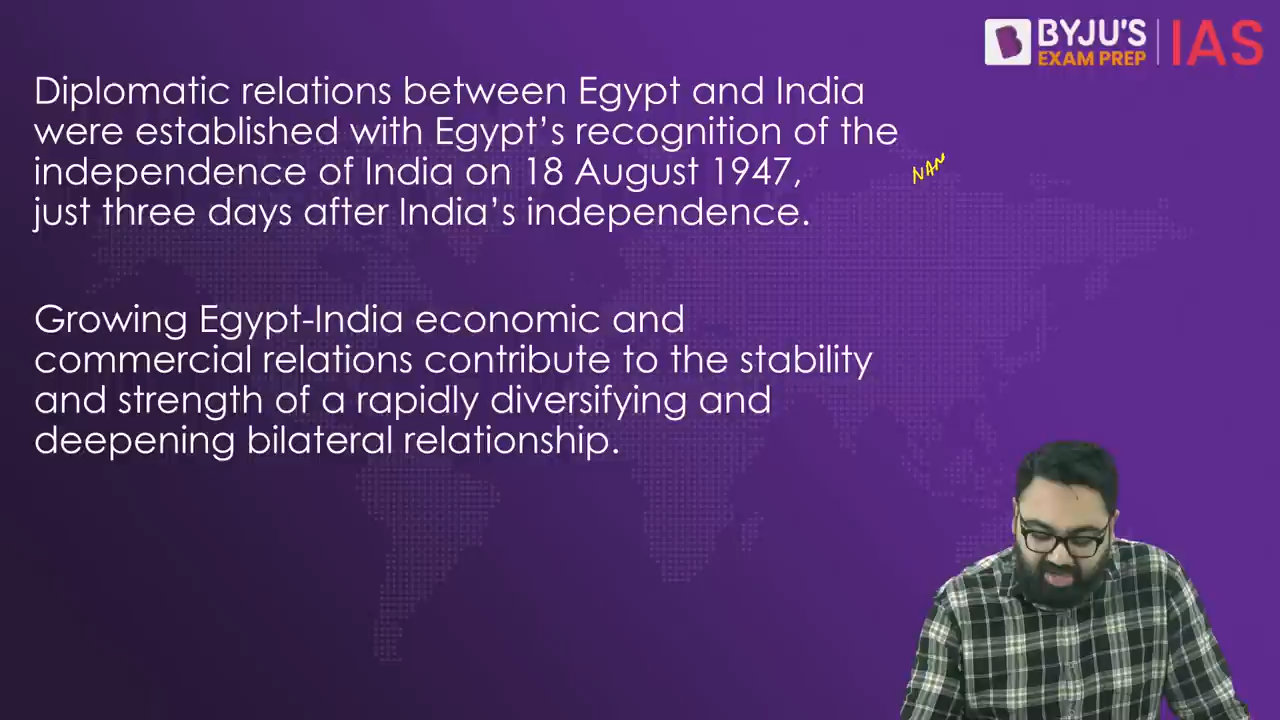 BYJU'S
EXAM PREP
IAS
Diplomatic relations between Egypt and India
were established with Egypt’s recognition of the
independence of India on 18 August 1947,
just three days after India’s independence.
NAM
Growing Egypt-India economic and
commercial relations contribute to the stability
and strength of a rapidly diversifying and
deepening bilateral relationship.